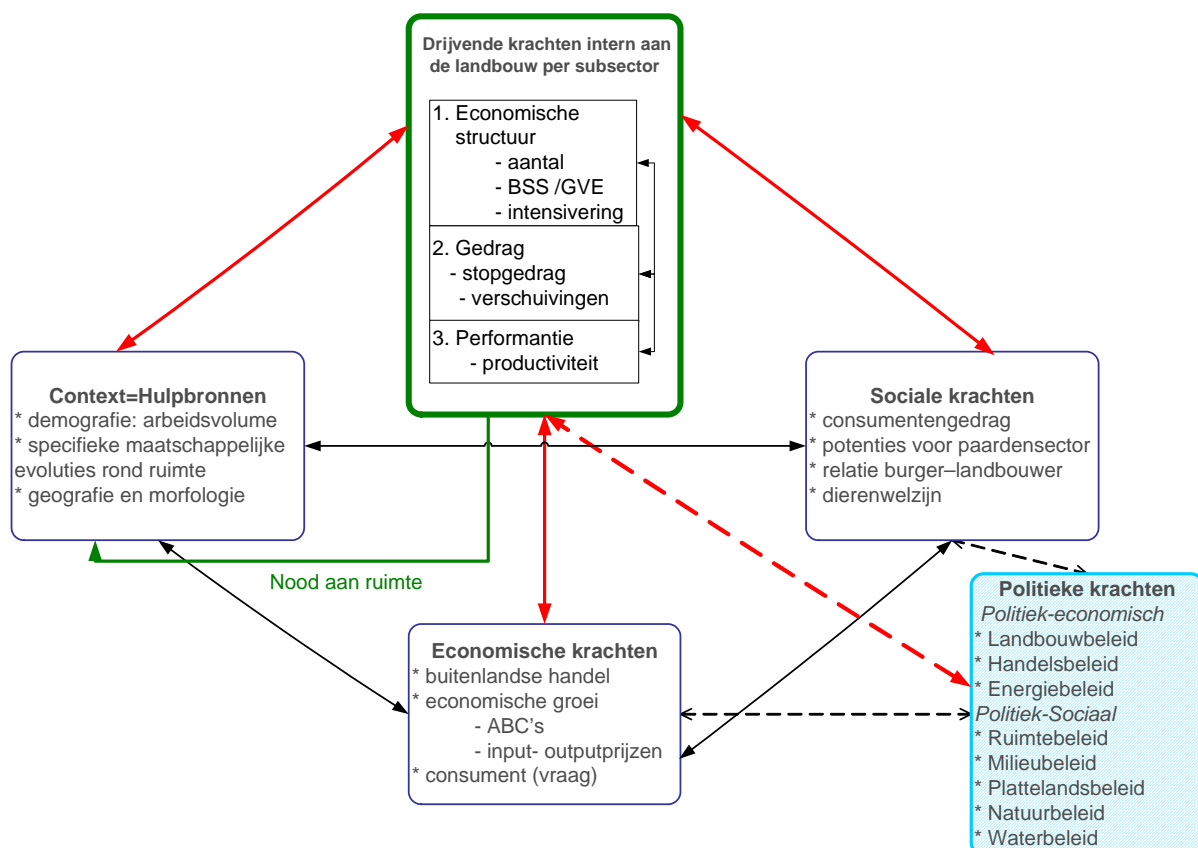 Drijvende krachten intern aan
de landbouw per subsector
1. Economische
structuur
- aantal
- BSS /GVE
- intensivering
2. Gedrag
- stopgedrag
- verschuivingen
3. Performantie
- productiviteit
Context=Hulpbronnen
* demografie: arbeidsvolume
* specifieke maatschappelijke
evoluties rond ruimte
* geografie en morfologie
Sociale krachten
* consumentengedrag
* potenties voor paardensector
* relatie burger–landbouwer
* dierenwelzijn
Nood aan ruimte
Economische krachten
* buitenlandse handel
* economische groei
- ABC's
- input- outputprijzen
* consument (vraag)
Politieke krachten
Politiek-economisch
* Landbouwbeleid
* Handelsbeleid
* Energiebeleid
Politiek-Sociaal
* Ruimtebeleid
* Milieubeleid
* Plattelandsbeleid
* Natuurbeleid
* Waterbeleid